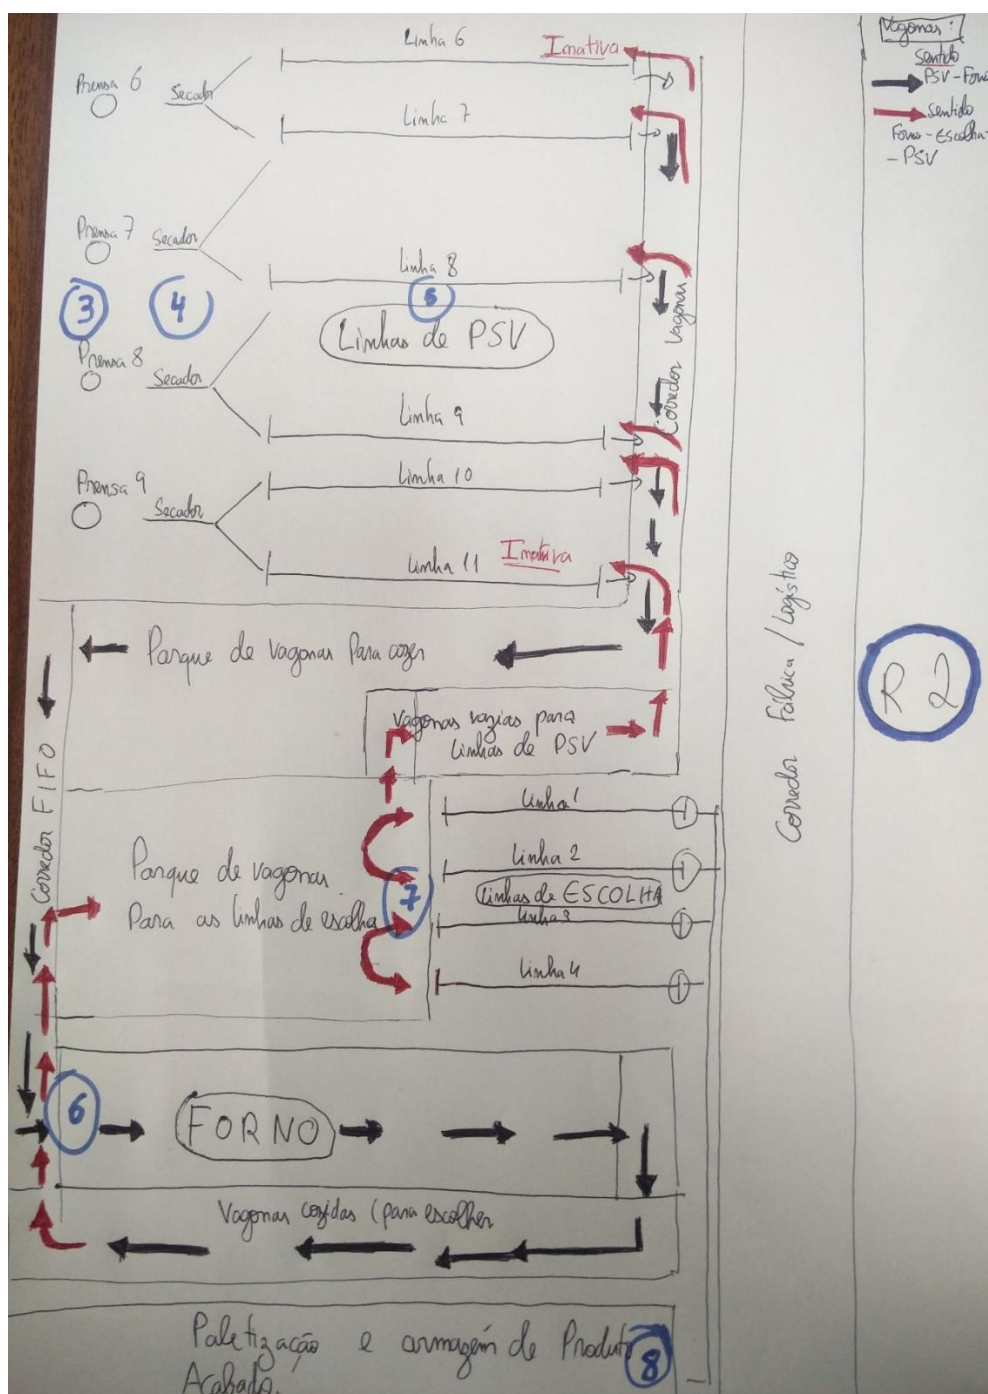 Linha 6
Inativa
Vagonas:
Sentido
PSV-Forno
Sentido
Forno-Escolha-
- PSV
Prensa 6
Secador
Linha 7
Prensa 7
Secador
Linha 8
3
4
5
Linhas de PSV
Corredor Vagonas
Prensa 8
Secador
Linha 9
Prensa 9
Secador
Linha 10
Linha 11
Inativa
Corredor Fábrica / Logístico
Parque de vagonas Para cozer
Vagonas vazias para
Linhas de PSV
Corredor FIFO
Linha 1
Parque de vagonas
Para as linhas de escolha
7
Linha 2
Linhas de ESCOLHA
Linha 3
Linha 4
6
FORNO
Vagonas cozidas (para escolher
Paletização e armazém de Produto
Acabado.
8